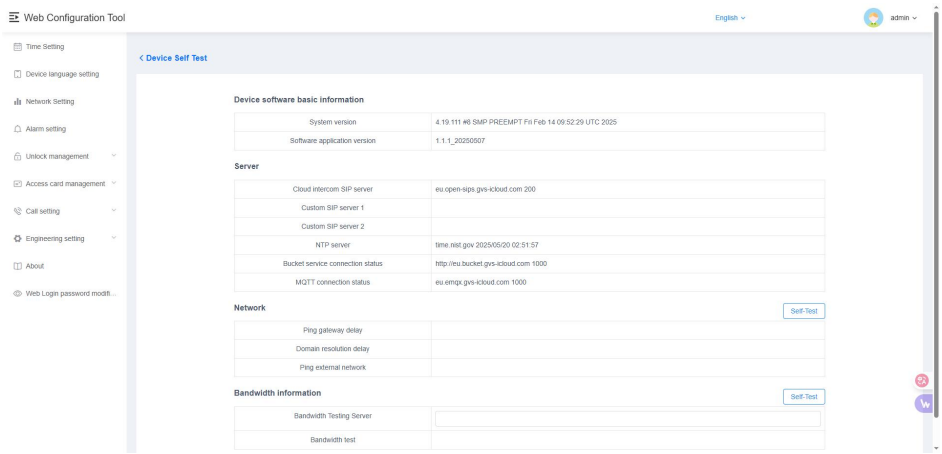 Web Configuration Tool
English
admin
Time Setting
Device language setting
Network Setting
Alarm setting
Unlock management
Access card management
Call setting
Engineering setting
About
Web Login password modifi...
Device Self Test
Device software basic information
System version 4.19.111 #6 SMP PREEMPT Fri Feb 14 09:52:29 UTC 2025
Software application version 1.1.1_20250507
Server
Cloud intercom SIP server eu.open-sips.gvs-icloud.com 200
Custom SIP server 1
Custom SIP server 2
NTP server time.nist.gov 2025/05/20 02:51:57
Bucket service connection status http://eu.bucket.gvs-icloud.com 1000
MQTT connection status eu.emqx.gvs-icloud.com 1000
Network
Self-Test
Ping gateway delay
Domain resolution delay
Ping external network
Bandwidth information
Self-Test
Bandwidth Testing Server
Bandwidth test